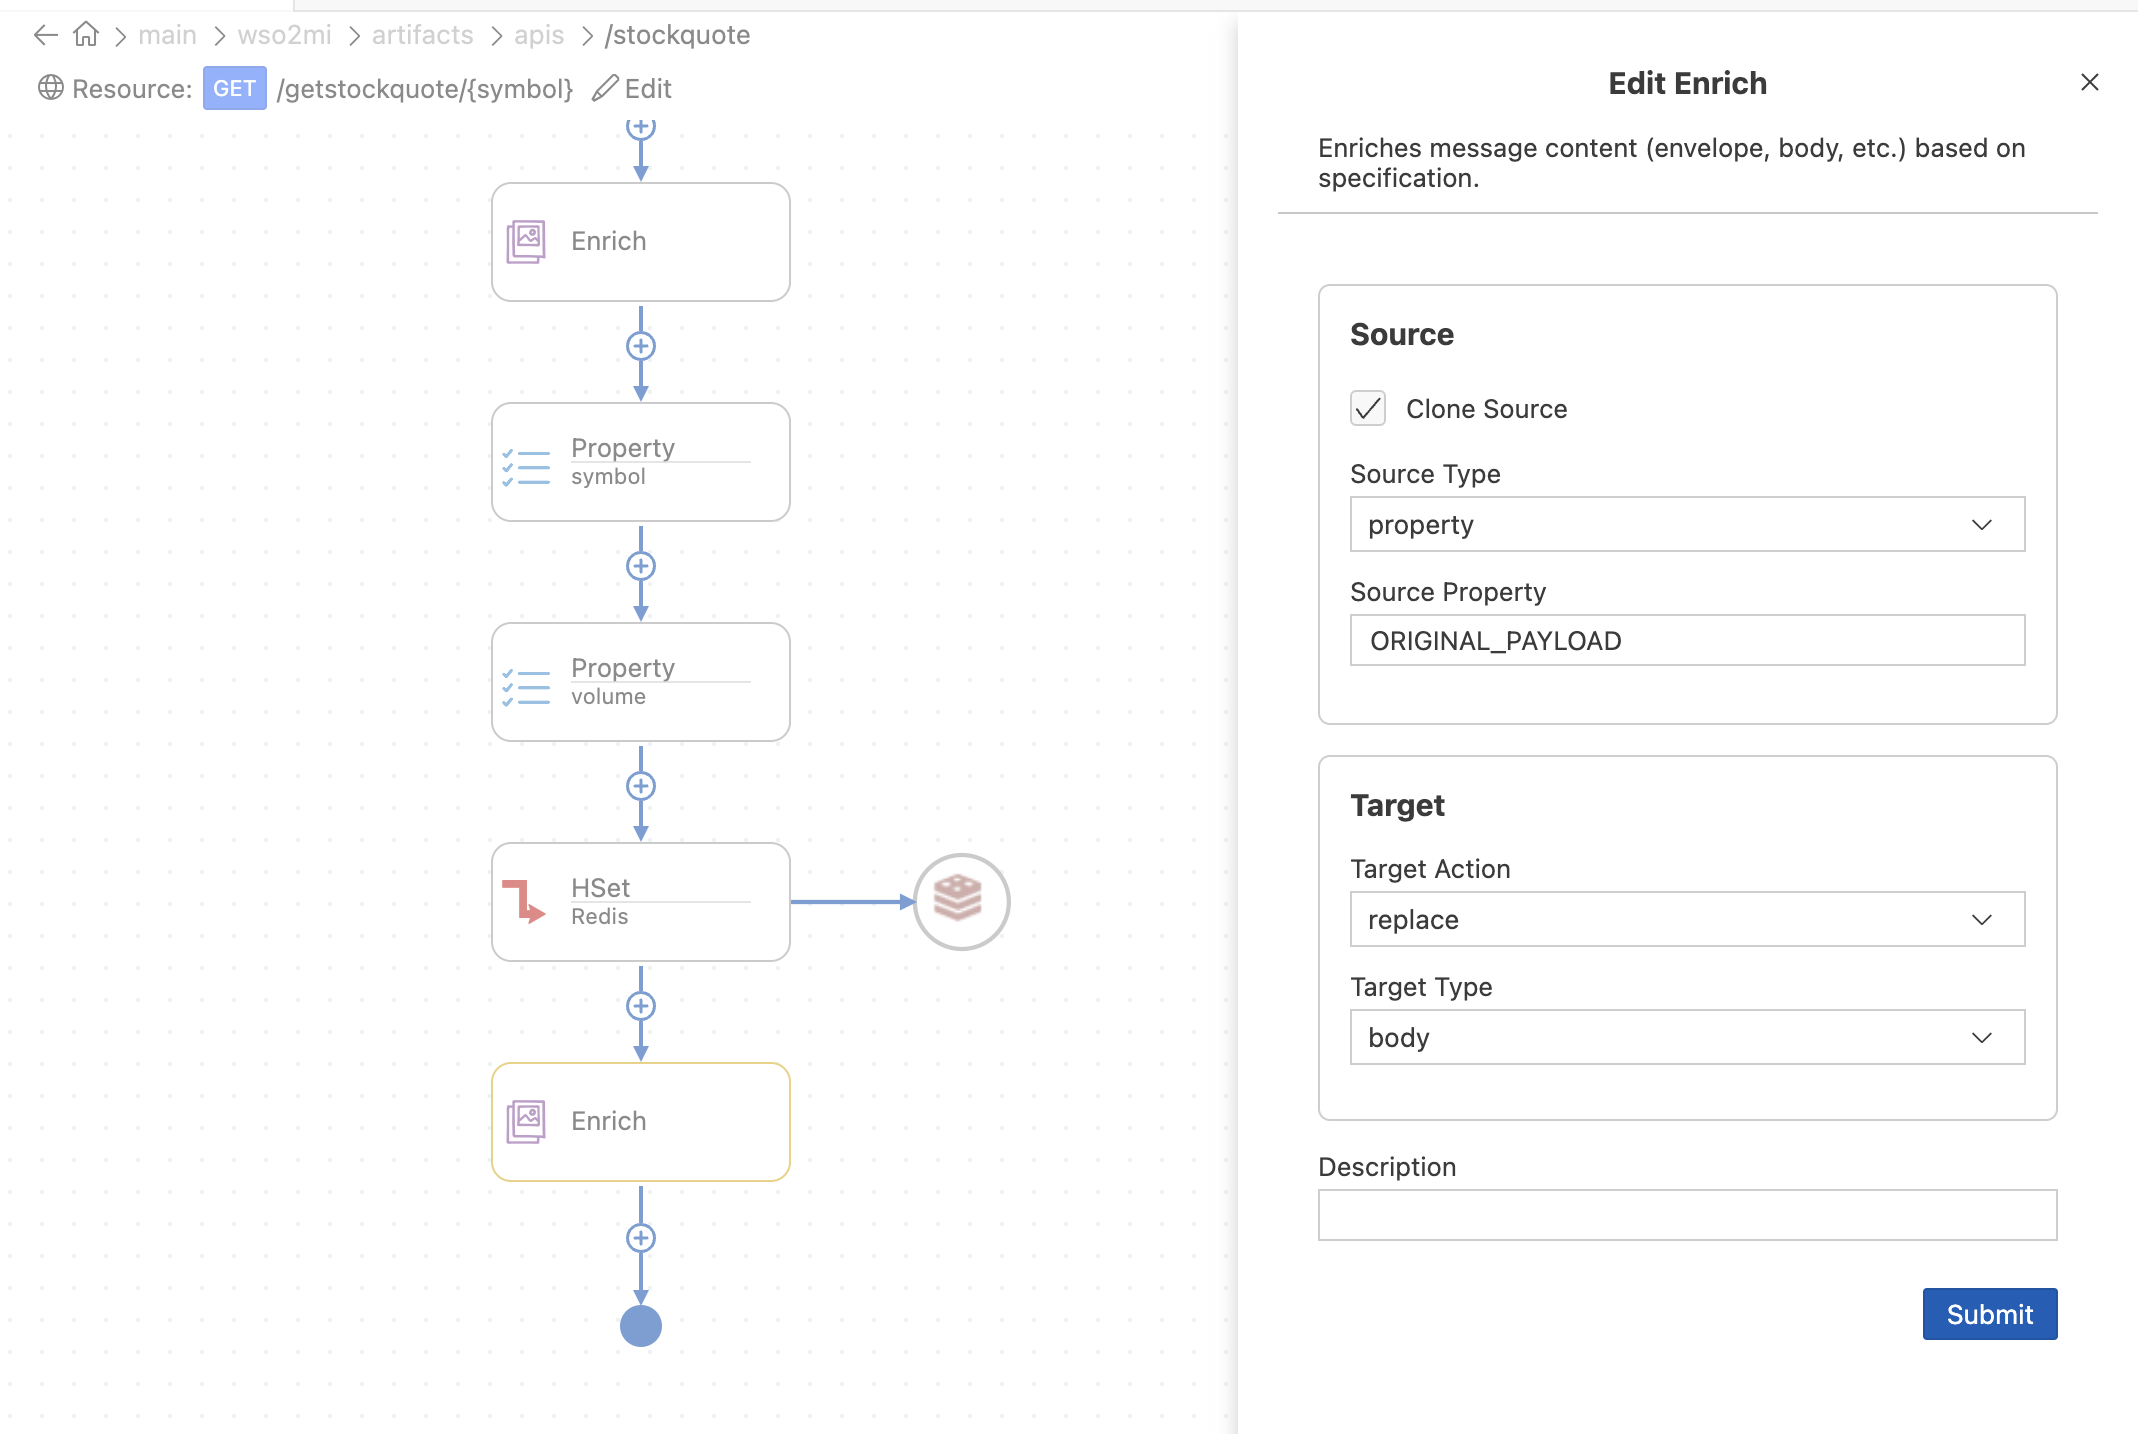 main > wso2mi > artifacts > apis > /stockquote
Resource: GET /getstockquote/{symbol} Edit
Enrich
Property
symbol
Property
volume
HSet
Redis
Enrich
Edit Enrich
Enriches message content (envelope, body, etc.) based on
specification.
Source
Clone Source
Source Type
property
Source Property
ORIGINAL_PAYLOAD
Target
Target Action
replace
Target Type
body
Description
Submit